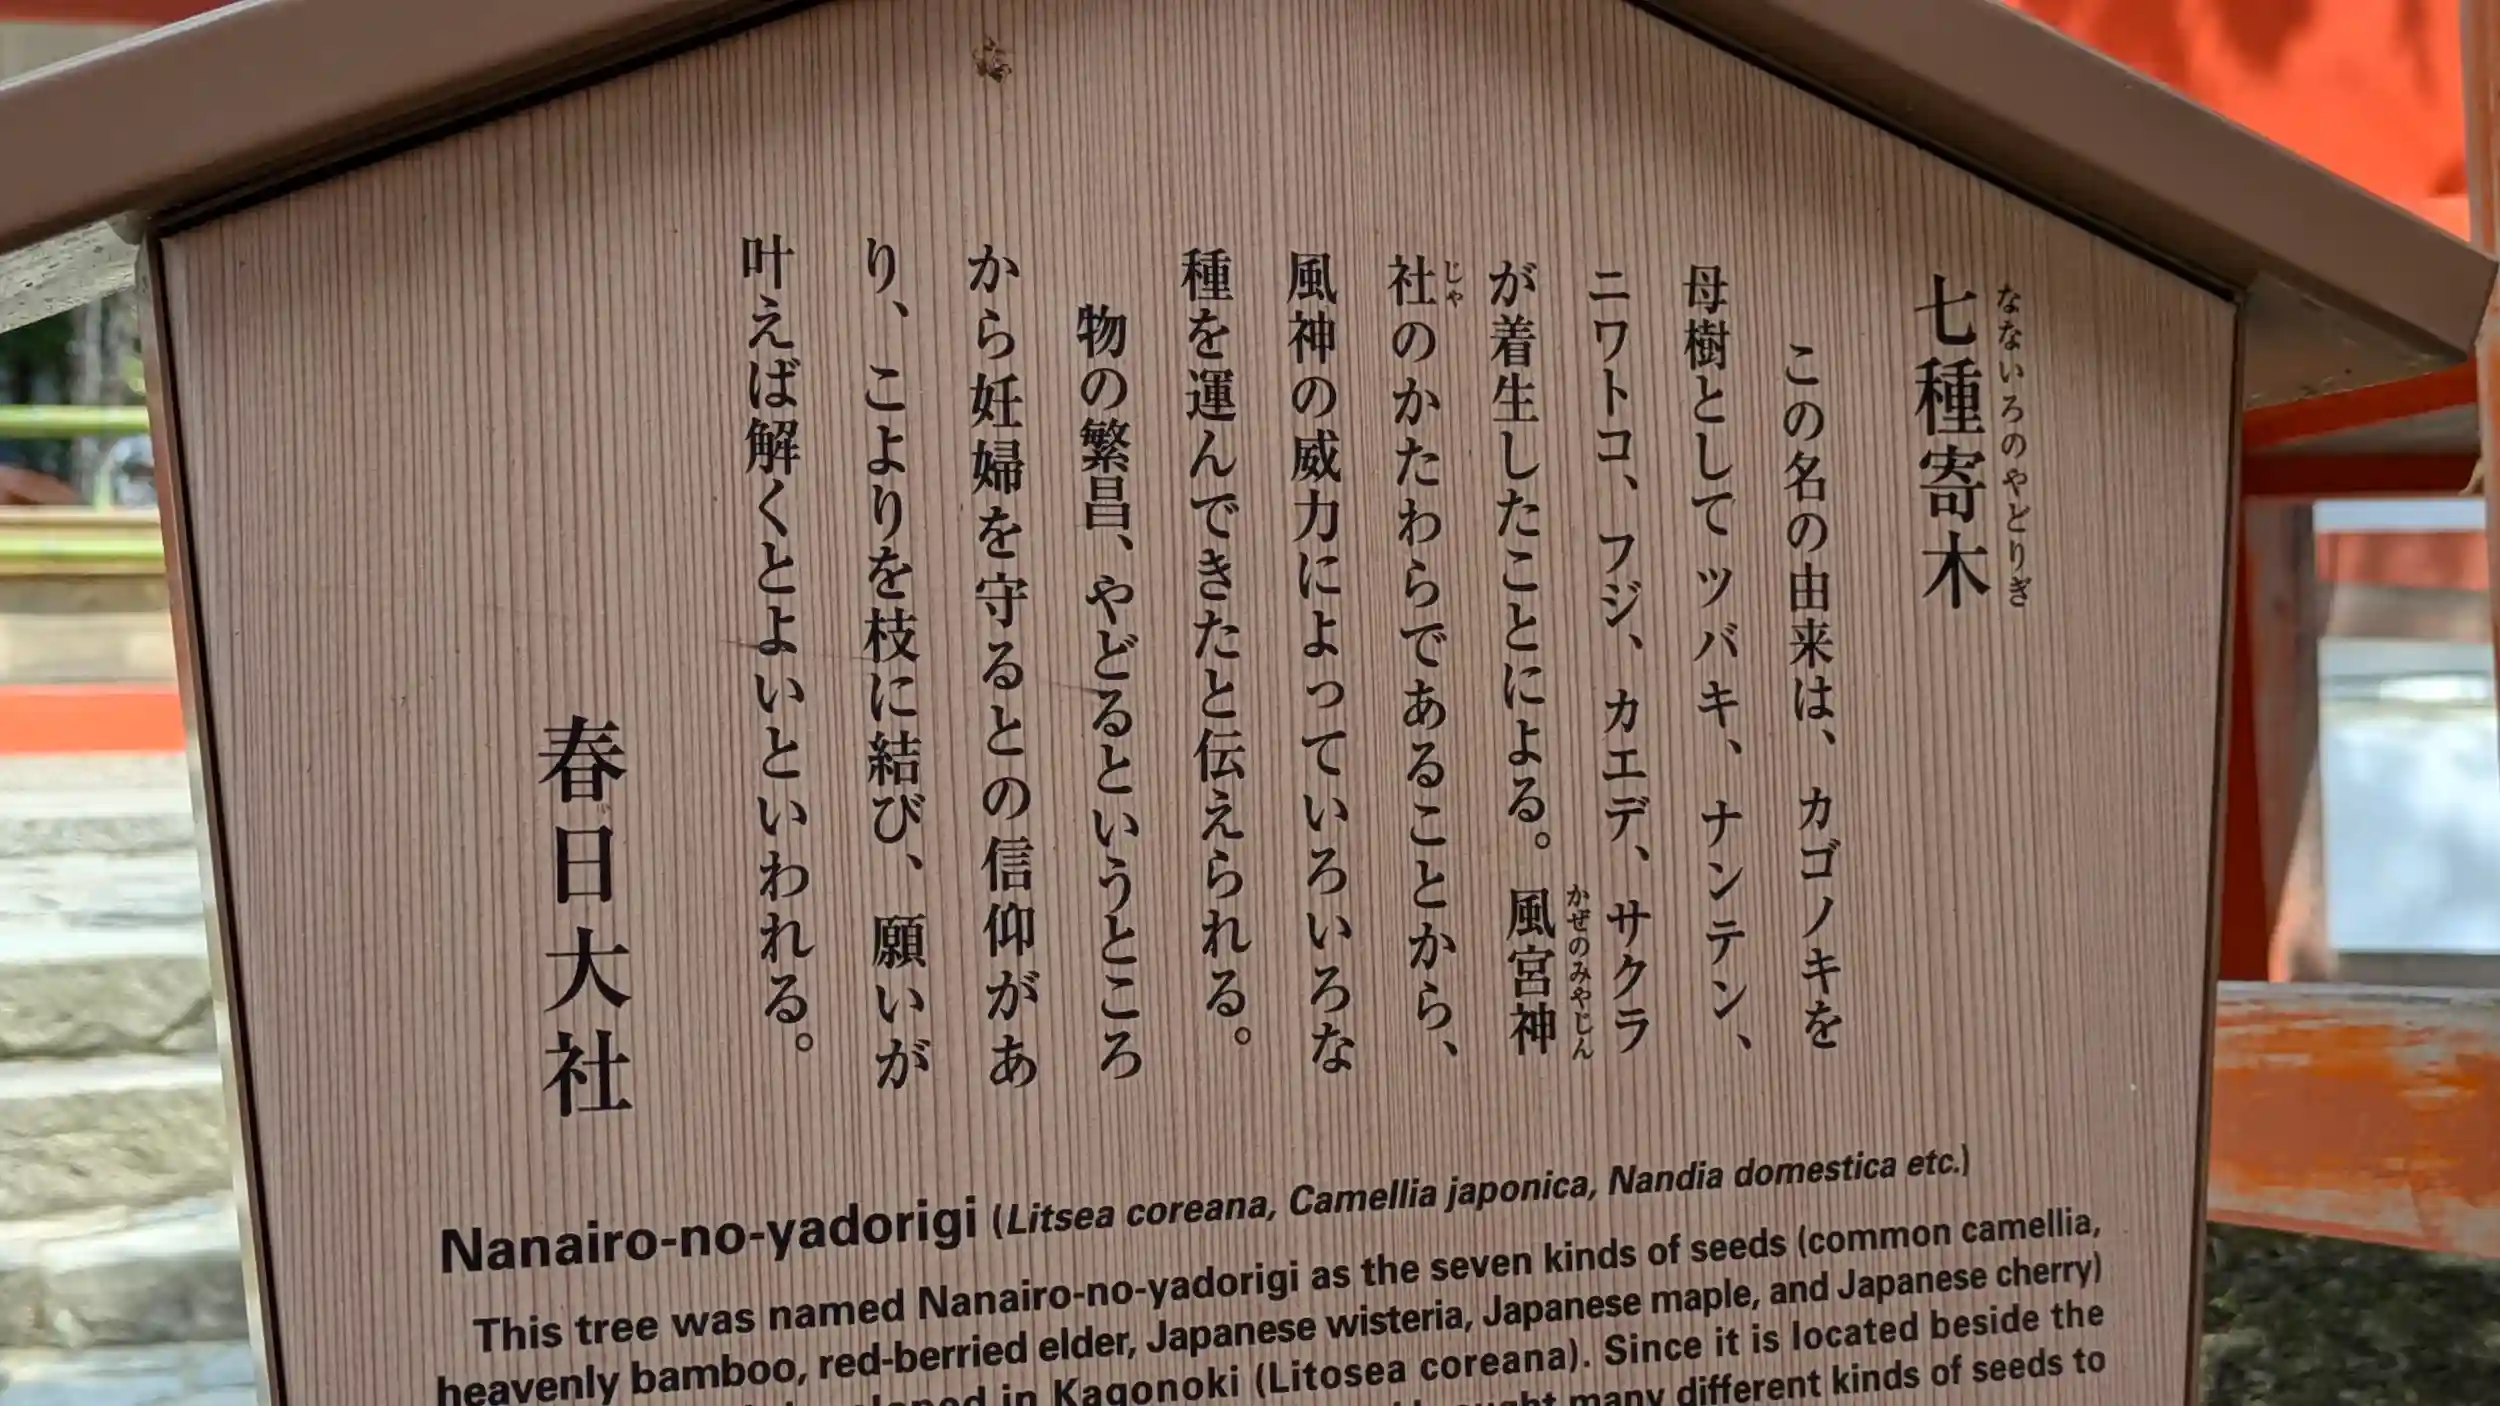 七種寄木
なないろのやどりぎ
この名の由来は、カゴノキを
母樹としてツバキ、ナンテン、
ニワトコ、フジ、カエデ、サクラ
が着生したことによる。風宮神
かぜのみやじん
社のかたわらであることから、
じゃ
風神の威力によっていろいろな
種を運んできたと伝えられる。
物の繁昌、やどるというところ
から妊婦を守るとの信仰があ
り、こよりを枝に結び、願いが
叶えば解くとよいといわれる。
春日大社
Nanairo-no-yadorigi (Litsea coreana, Camellia japonica, Nandia domestica etc.)
This tree was named Nanairo-no-yadorigi as the seven kinds of seeds (common camellia,
heavenly bamboo, red-berried elder, Japanese wisteria, Japanese maple, and Japanese cherry)
in Kagonoki (Litosea coreana). Since it is located beside the
many different kinds of seeds to